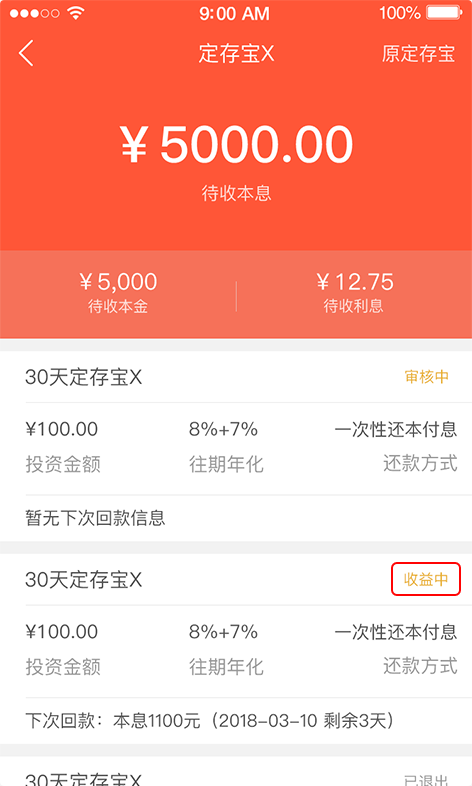 9:00 AM 100%
定存宝X 原定存宝
¥5000.00
待收本息
¥5,000 ¥12.75
待收本金 待收利息
30天定存宝X 审核中
¥100.00 8%+7% 一次性还本付息
投资金额 往期年化 还款方式
暂无下次回款信息
30天定存宝X 收益中
¥100.00 8%+7% 一次性还本付息
投资金额 往期年化 还款方式
下次回款：本息1100元（2018-03-10 剩余3天）
30天定存宝X 已退出